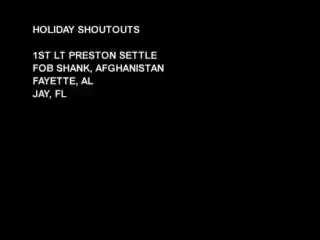 HOLIDAY SHOUTOUTS
1ST LT PRESTON SETTLE
FOB SHANK, AFGHANISTAN
FAYETTE, AL
JAY, FL